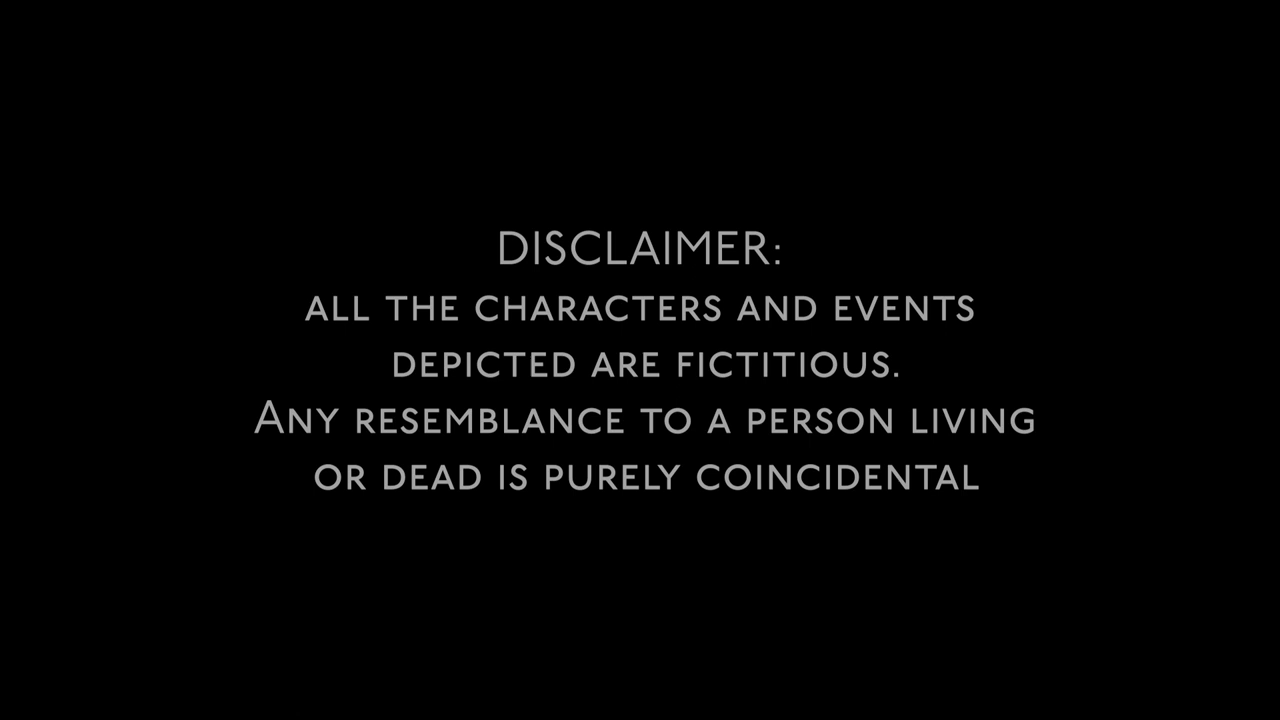 DISCLAIMER:
ALL THE CHARACTERS AND EVENTS
DEPICTED ARE FICTITIOUS.
ANY RESEMBLANCE TO A PERSON LIVING
OR DEAD IS PURELY COINCIDENTAL